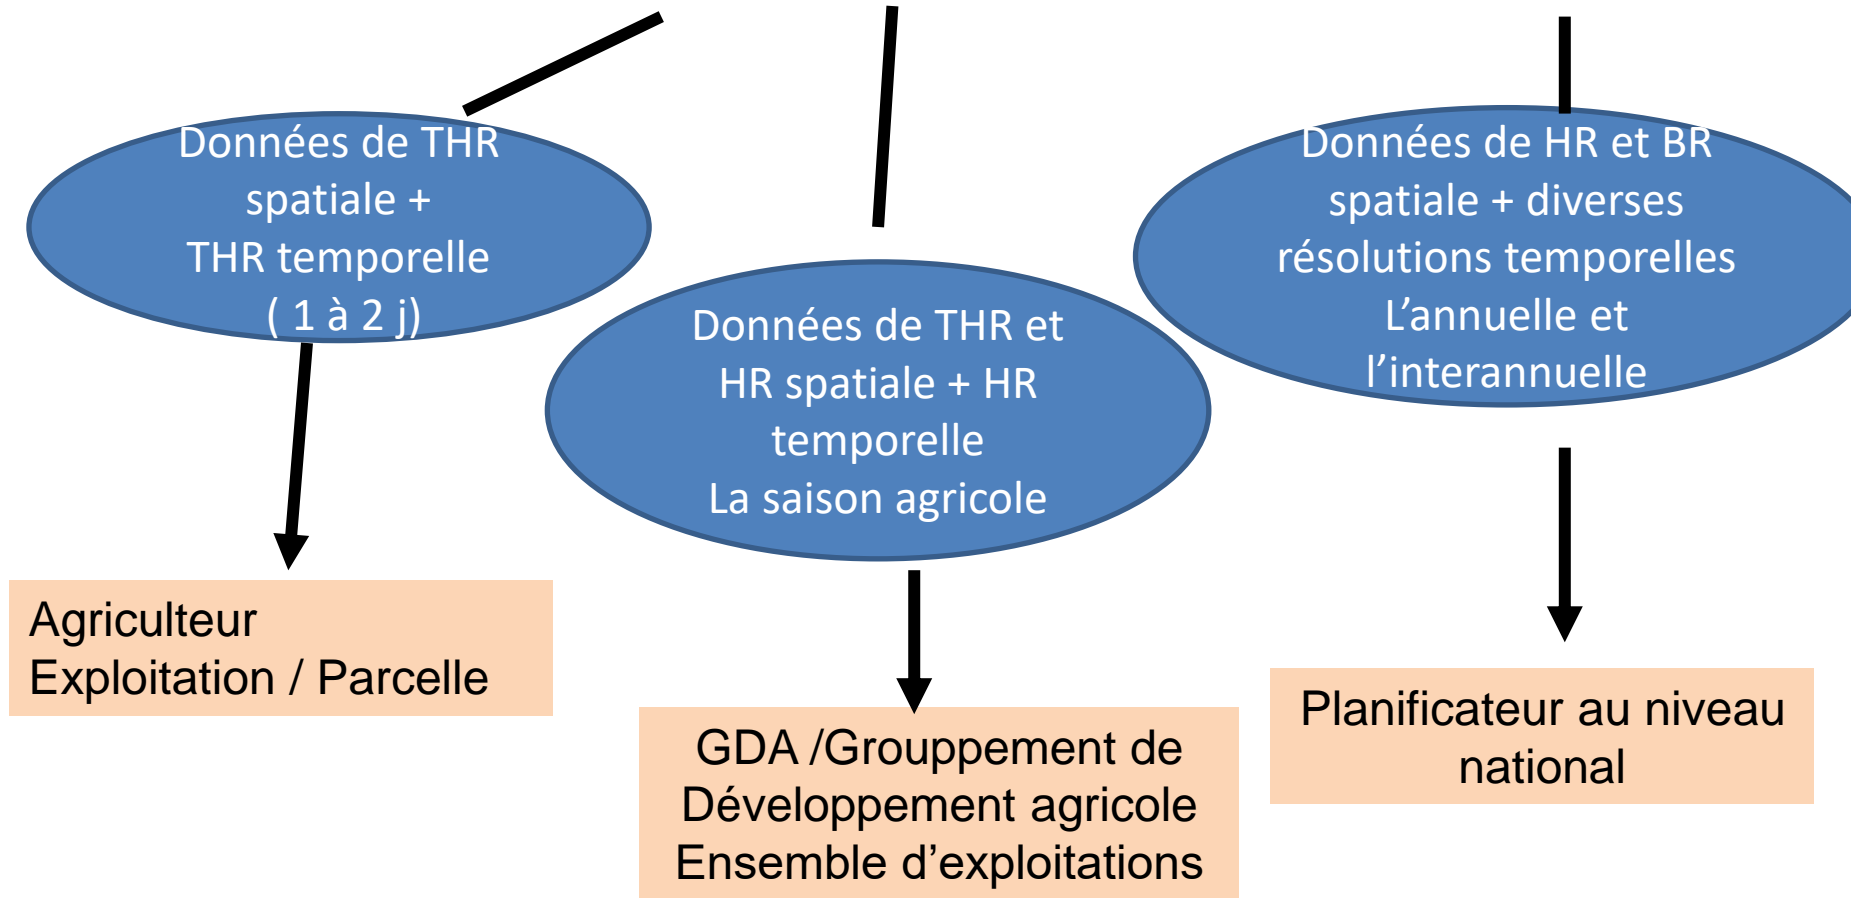 Données de THR
spatiale +
THR temporelle
( 1 à 2 j)
Données de THR et
HR spatiale + HR
temporelle
La saison agricole
Données de HR et BR
spatiale + diverses
résolutions temporelles
L’annuelle et
l’interannuelle
Agriculteur
Exploitation / Parcelle
GDA /Grouppement de
Développement agricole
Ensemble d’exploitations
Planificateur au niveau
national